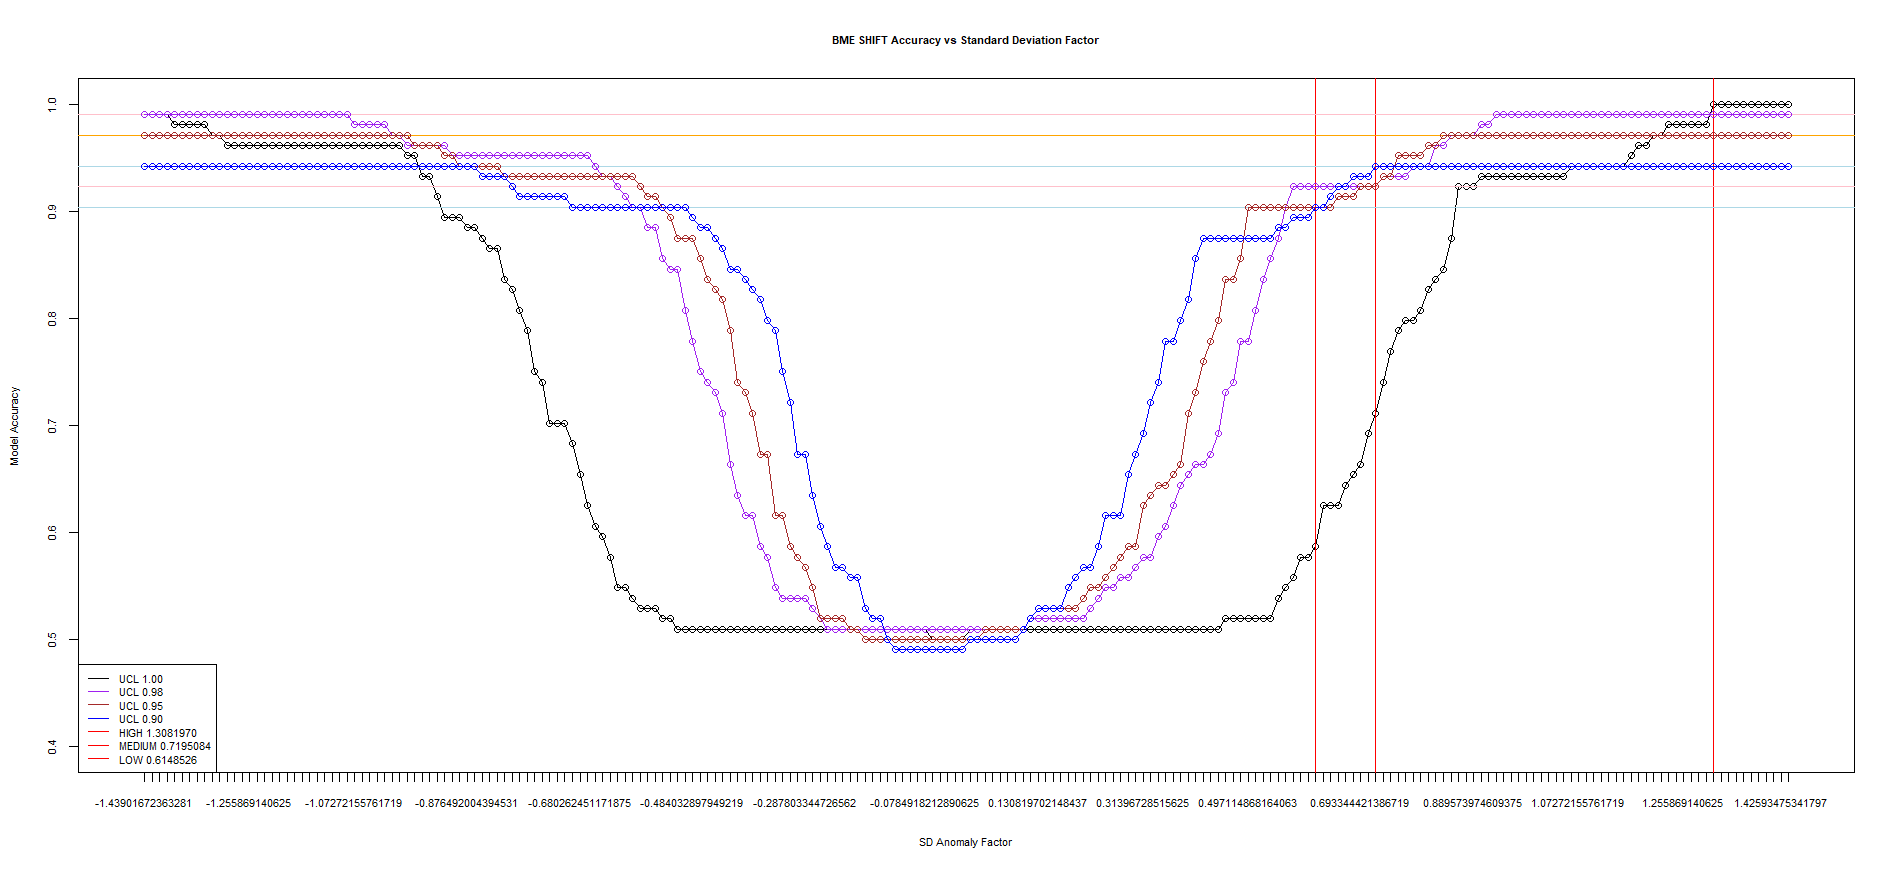 BME SHIFT Accuracy vs Standard Deviation Factor
1.0
0.9
0.8
0.7
0.6
0.5
0.4
Model Accuracy
UCL 1.00
UCL 0.98
UCL 0.95
UCL 0.90
HIGH 1.3081970
MEDIUM 0.7195084
LOW 0.6148526
-1.43901672363281 -1.255869140625 -1.07272155761719 -0.876492004394531 -0.680262451171875 -0.484032897949219 -0.287803344726562 -0.0784918212890625 0.130819702148437 0.313967285156​25 0.497114868164063 0.6933444213867​19 0.889573974609375 1.07272155761719 1.255869140625 1.42593475341797
SD Anomaly Factor